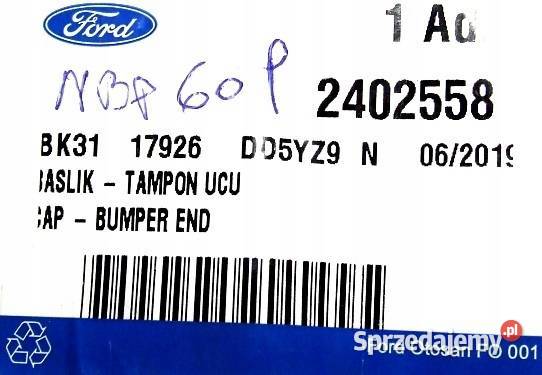 Ford
1 Ad
NBP 60 P
2402558
BK31 17926 DD5YZ9 N 06/2019
BASLIK - TAMPON UCU
CAP - BUMPER END
Sprzedajemy.pl
Ford Otosan PO 001